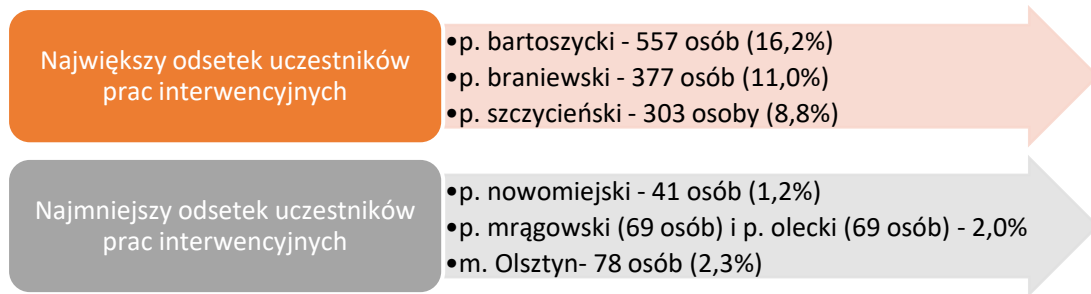 Największy odsetek uczestników
prac interwencyjnych
•p. bartoszycki - 557 osób (16,2%)
•p. braniewski - 377 osób (11,0%)
•p. szczycieński - 303 osoby (8,8%)
Najmniejszy odsetek uczestników
prac interwencyjnych
•p. nowomiejski - 41 osób (1,2%)
•p. mrągowski (69 osób) i p. olecki (69 osób) - 2,0%
•m. Olsztyn- 78 osób (2,3%)